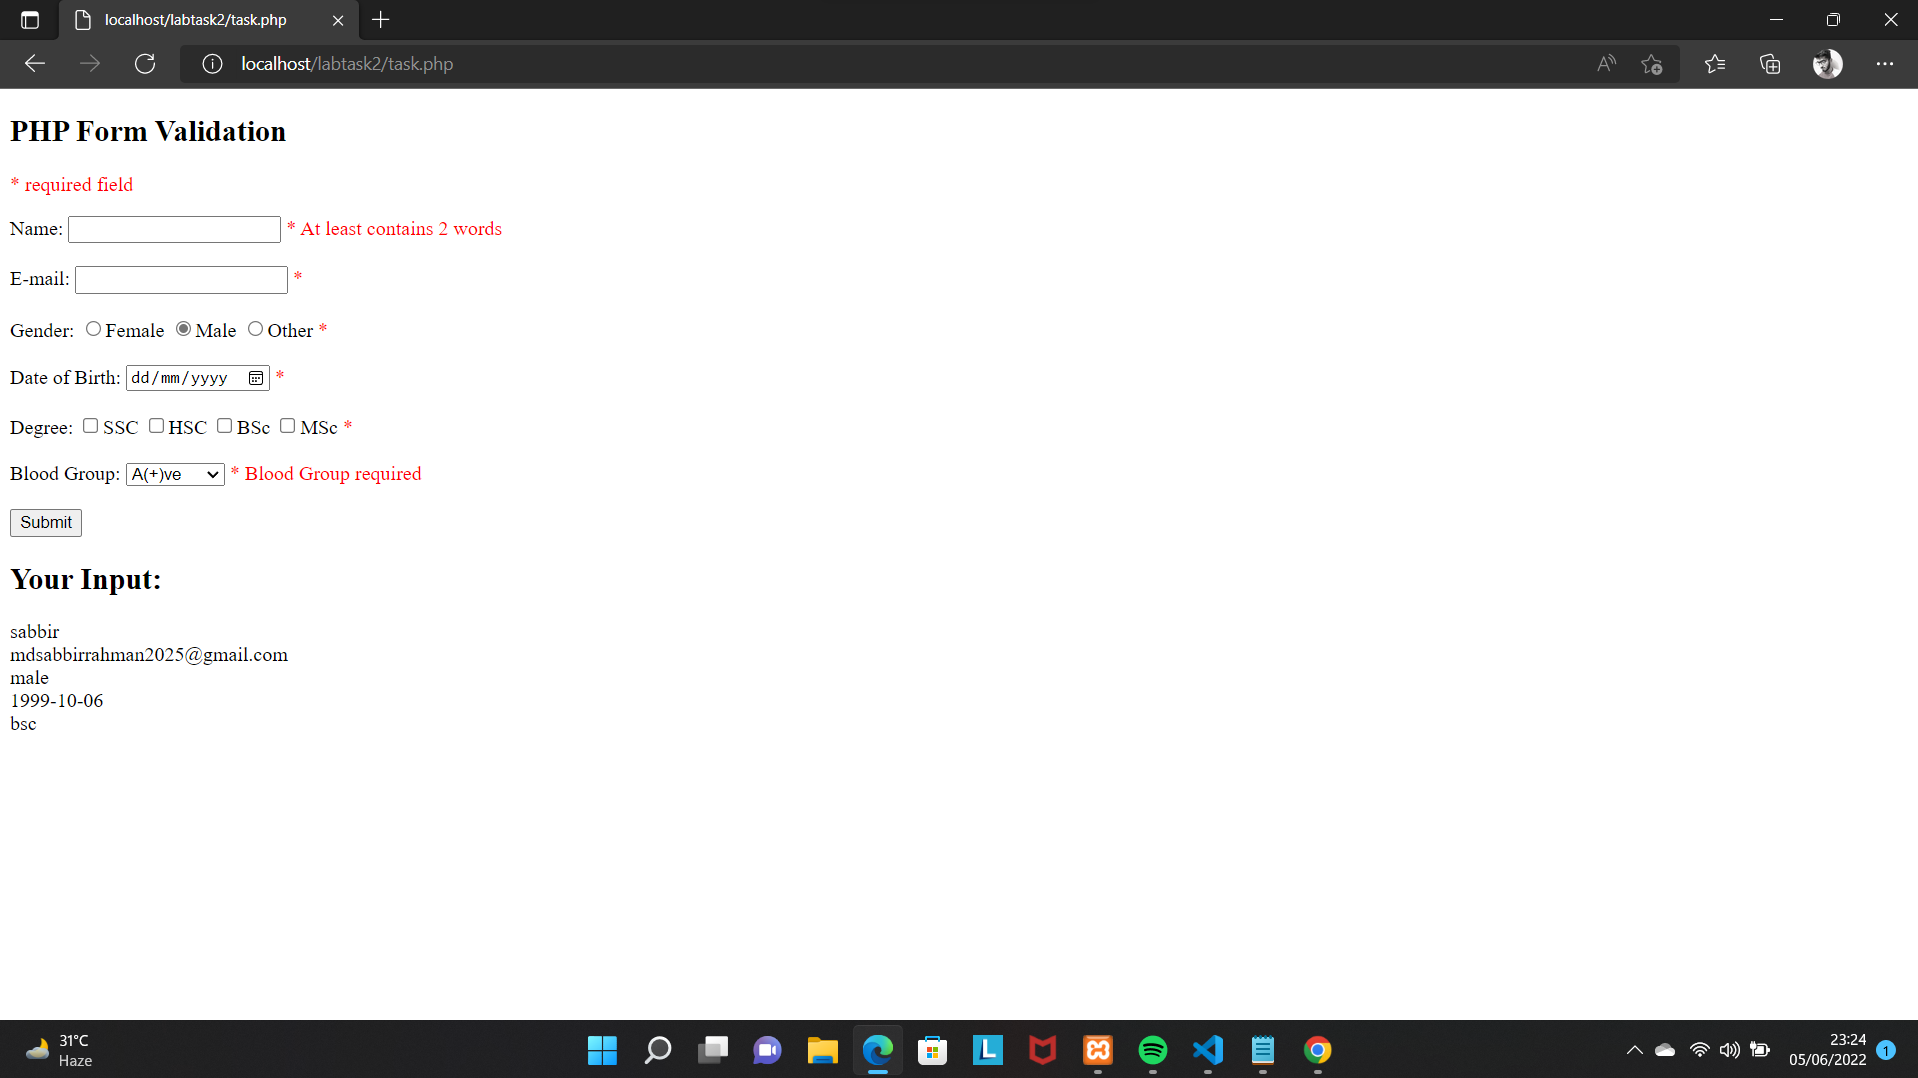 localhost/labtask2/task.php
localhost/labtask2/task.php
PHP Form Validation
* required field
Name: * At least contains 2 words
E-mail: *
Gender: Female Male Other *
Date of Birth: dd/mm/yyyy *
Degree: SSC HSC BSc MSc *
Blood Group: A(+)ve * Blood Group required
Submit
Your Input:
sabbir
mdsabbirrahman2025@gmail.com
male
1999-10-06
bsc
31°C
Haze
23:24
05/06/2022
1